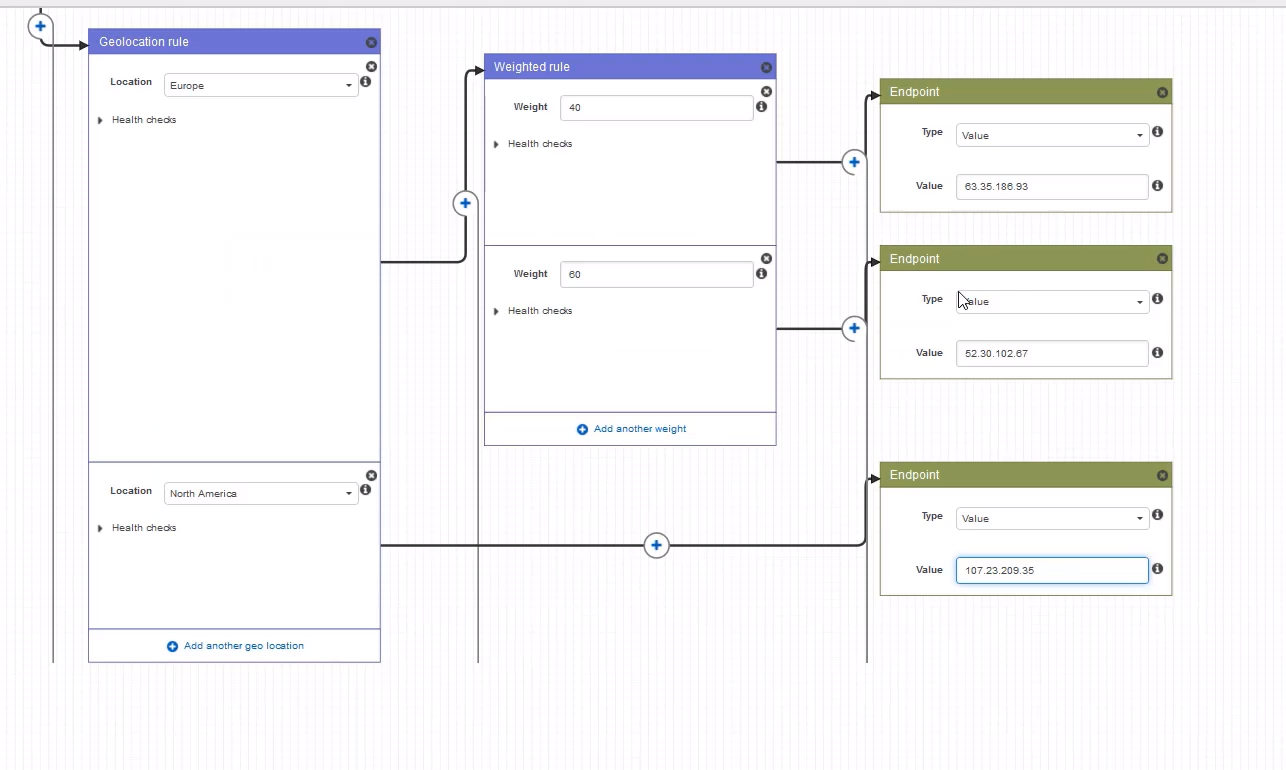 Geolocation rule
Location Europe
Health checks
Location North America
Health checks
Add another geo location
Weighted rule
Weight 40
Health checks
Weight 60
Health checks
Add another weight
Endpoint
Type Value
Value 63.35.186.93
Endpoint
Type Value
Value 52.30.102.67
Endpoint
Type Value
Value 107.23.209.35